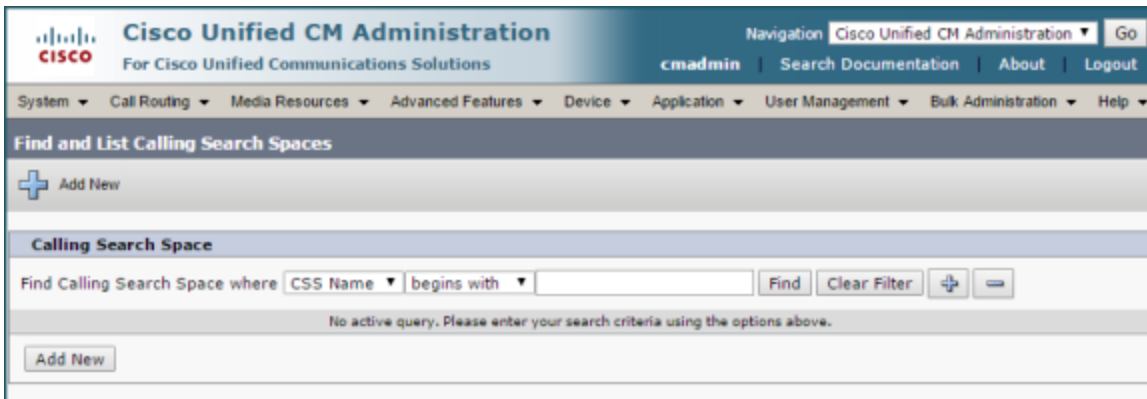 Cisco Unified CM Administration
Navigation Cisco Unified CM Administration Go
CISCO
For Cisco Unified Communications Solutions
cmadmin Search Documentation About Logout
System Call Routing Media Resources Advanced Features Device Application User Management Bulk Administration Help
Find and List Calling Search Spaces
Add New
Calling Search Space
Find Calling Search Space where CSS Name begins with Find Clear Filter
No active query. Please enter your search criteria using the options above.
Add New